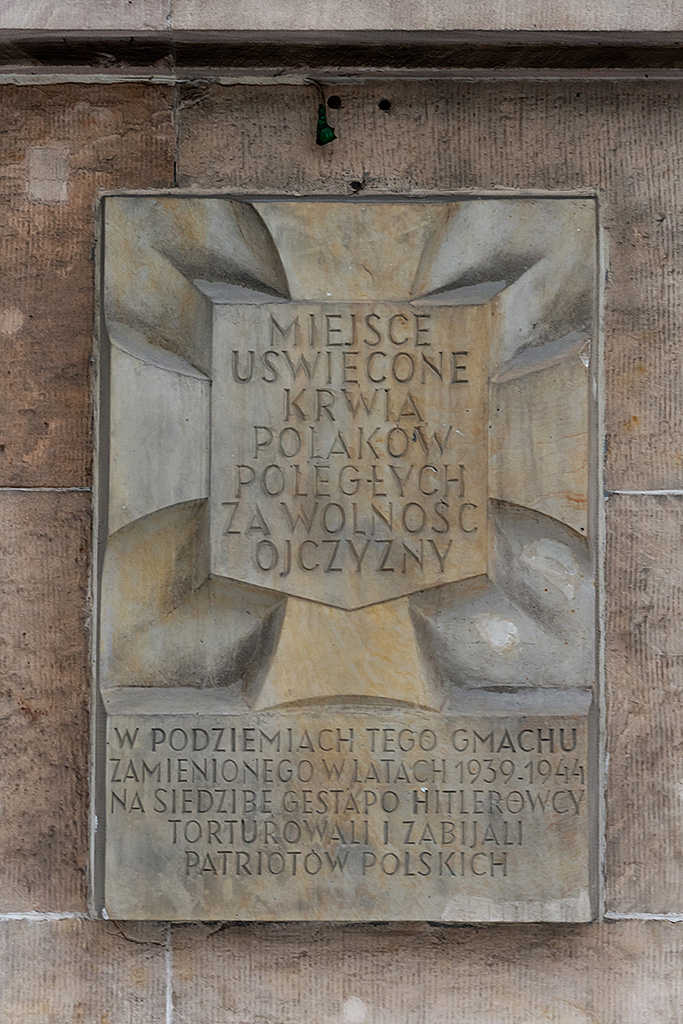 MIEJSCE
UŚWIĘCONE
KRWIĄ
POLAKÓW
POLEGŁYCH
ZA WOLNOŚĆ
OJCZYZNY
W PODZIEMIACH TEGO GMACHU
ZAMIENIONEGO W LATACH 1939-1944
NA SIEDZIBĘ GESTAPO HITLEROWCY
TORTUROWALI I ZABIJALI
PATRIOTÓW POLSKICH